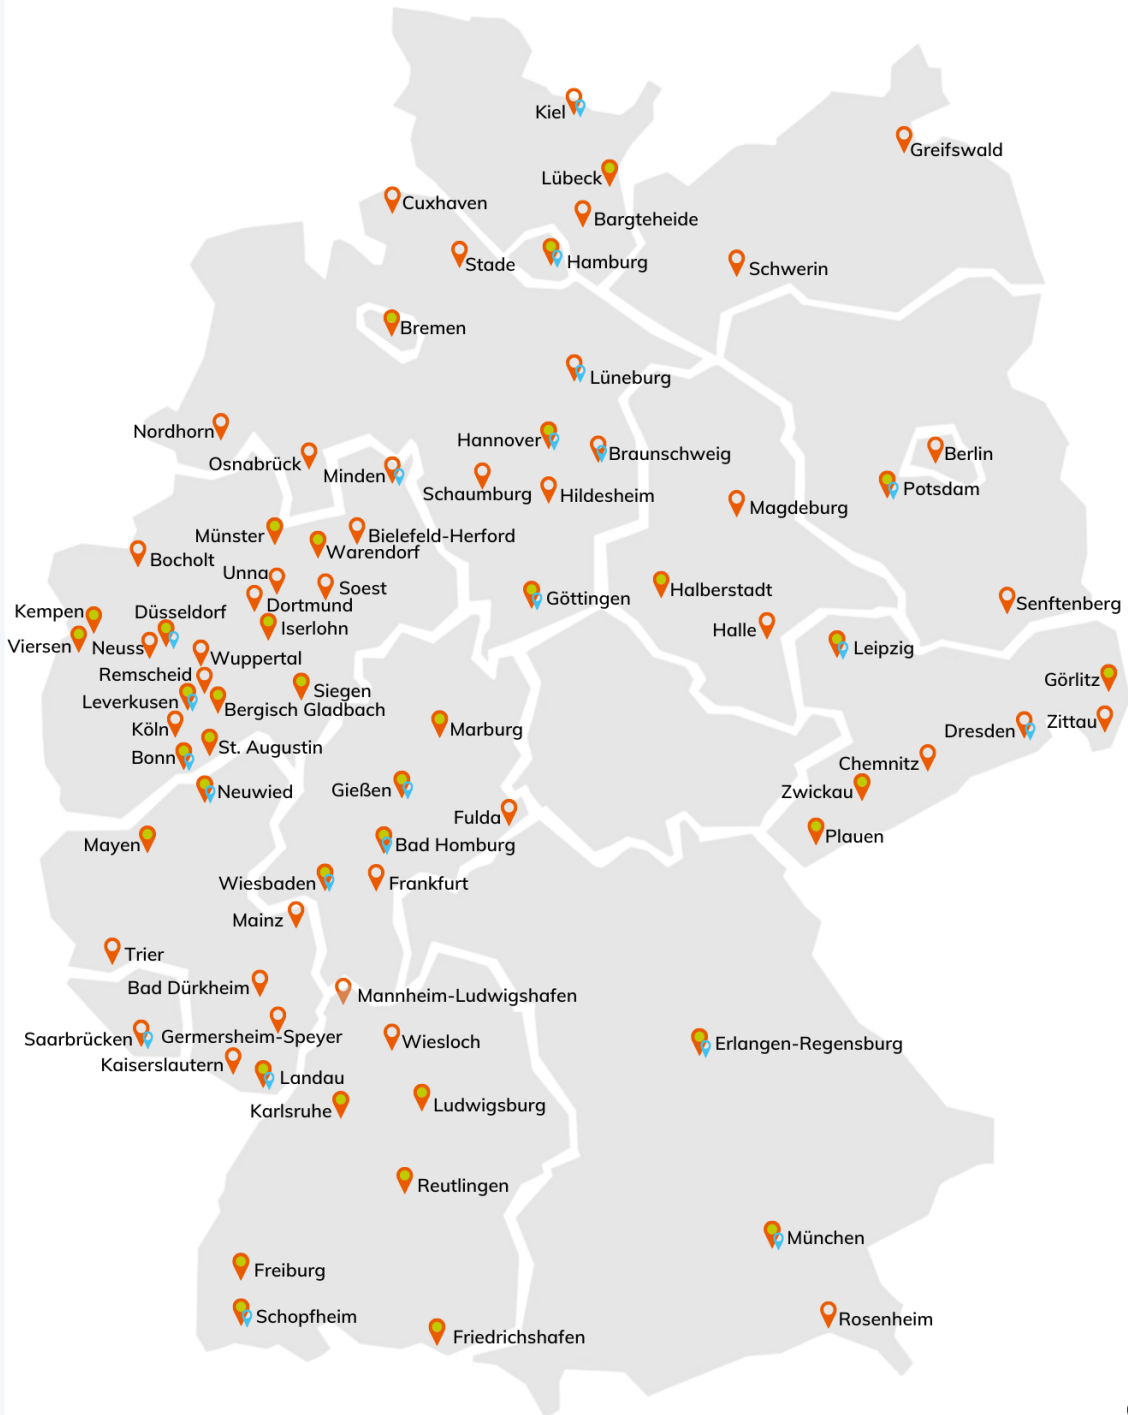 Kiel
Greifswald
Lübeck
Cuxhaven
Bargteheide
Stade
Hamburg
Schwerin
Bremen
Lüneburg
Nordhorn
Hannover
Braunschweig
Berlin
Osnabrück
Minden
Schaumburg
Hildesheim
Potsdam
Magdeburg
Münster
Bielefeld-Herford
Warendorf
Bocholt
Unna
Soest
Halberstadt
Göttingen
Dortmund
Senftenberg
Kempen
Düsseldorf
Iserlohn
Halle
Viersen
Neuss
Wuppertal
Leipzig
Remscheid
Görlitz
Siegen
Leverkusen
Bergisch Gladbach
Köln
Marburg
Dresden
Zittau
St. Augustin
Bonn
Chemnitz
Neuwied
Gießen
Zwickau
Fulda
Plauen
Mayen
Bad Homburg
Wiesbaden
Frankfurt
Mainz
Trier
Bad Dürkheim
Mannheim-Ludwigshafen
Saarbrücken
Germersheim-Speyer
Wiesloch
Erlangen-Regensburg
Kaiserslautern
Landau
Karlsruhe
Ludwigsburg
Reutlingen
München
Freiburg
Schopfheim
Rosenheim
Friedrichshafen